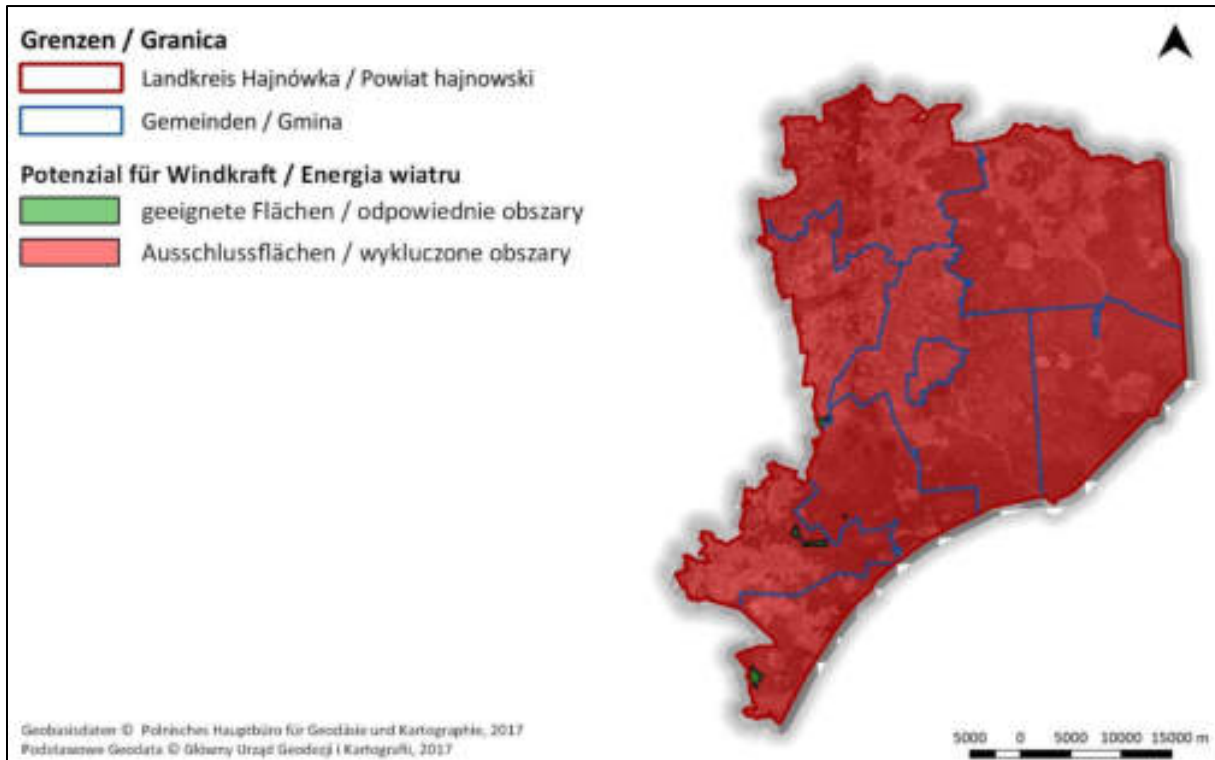 Grenzen / Granica
Landkreis Hajnówka / Powiat hajnowski
Gemeinden / Gmina
Potenzial für Windkraft / Energia wiatru
geeignete Flächen / odpowiednie obszary
Ausschlussflächen / wykluczone obszary
Geobasisdaten © Polnisches Hauptbüro für Geodäsie und Kartographie, 2017
Podstawowe Geodata © Główny Urząd Geodezji i Kartografii, 2017
5000 0 5000 10000 15000 m